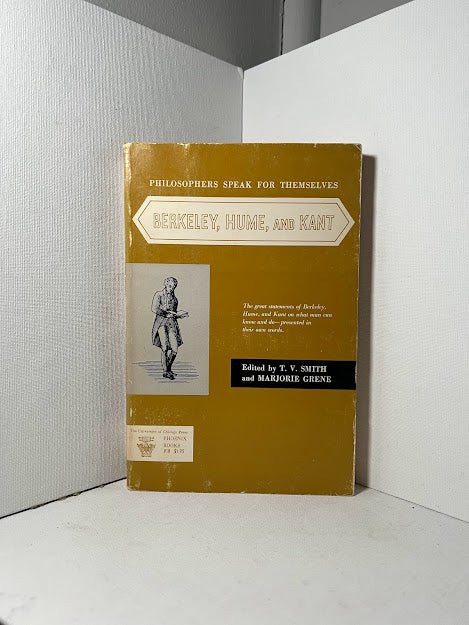 PHILOSOPHERS SPEAK FOR THEMSELVES
BERKELEY, HUME, AND KANT
The great statements of Berkeley,
Hume, and Kant on what man can
know and do—presented in
their own words.
Edited by T. V. SMITH
and MARJORIE GRENE
The University of Chicago Press
PHOENIX
BOOKS
$1.95